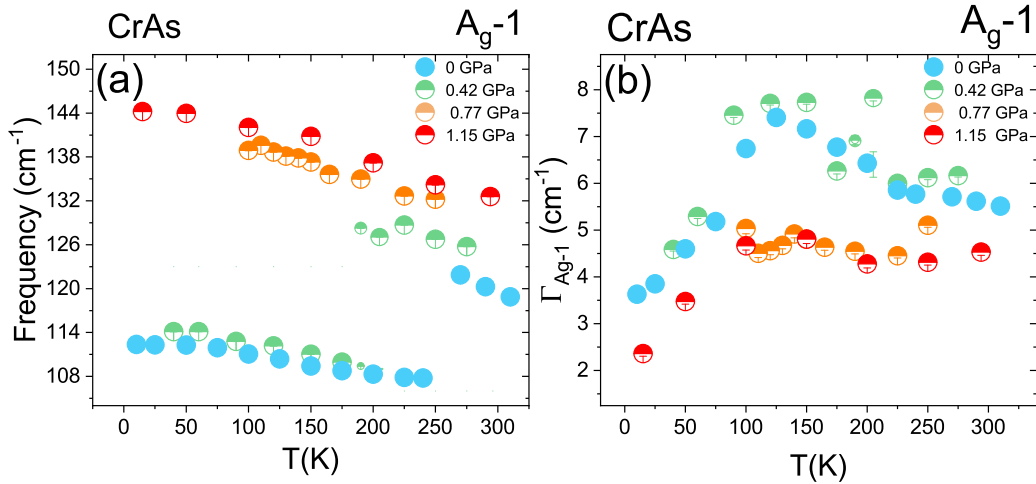 CrAs
A_g-1
(a)
0 GPa
0.42 GPa
0.77 GPa
1.15 GPa
150
144
138
132
126
120
114
108
Frequency (cm⁻¹)
0
50
100
150
200
250
300
T(K)
CrAs
A_g-1
(b)
0 GPa
0.42 GPa
0.77 GPa
1.15 GPa
8
7
6
5
4
3
2
Γ_Ag-1 (cm⁻¹)
0
50
100
150
200
250
300
T(K)